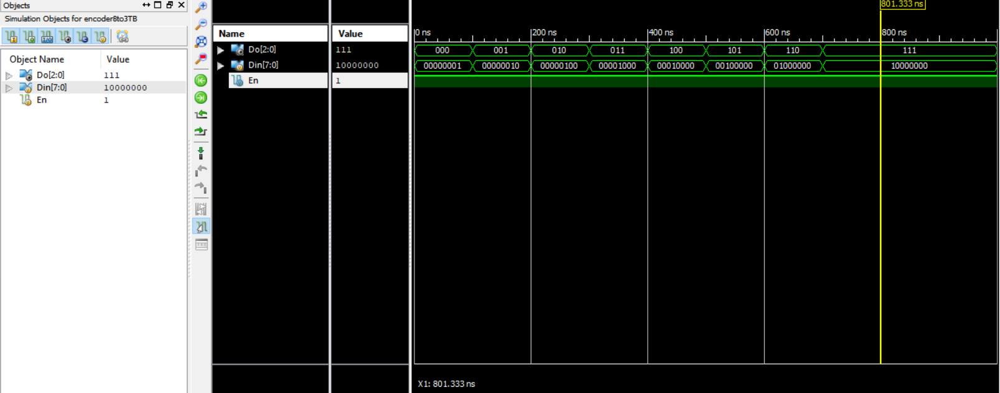 Objects
Simulation Objects for encoder8to3TB
Object Name Value
Do[2:0] 111
Din[7:0] 10000000
En 1
Name Value
Do[2:0] 111
Din[7:0] 10000000
En 1
801.333 ns
0 ns 200 ns 400 ns 600 ns 800 ns
000 001 010 011 100 101 110 111
00000001 00000010 00000100 00001000 00010000 00100000 01000000 10000000
X1: 801.333 ns